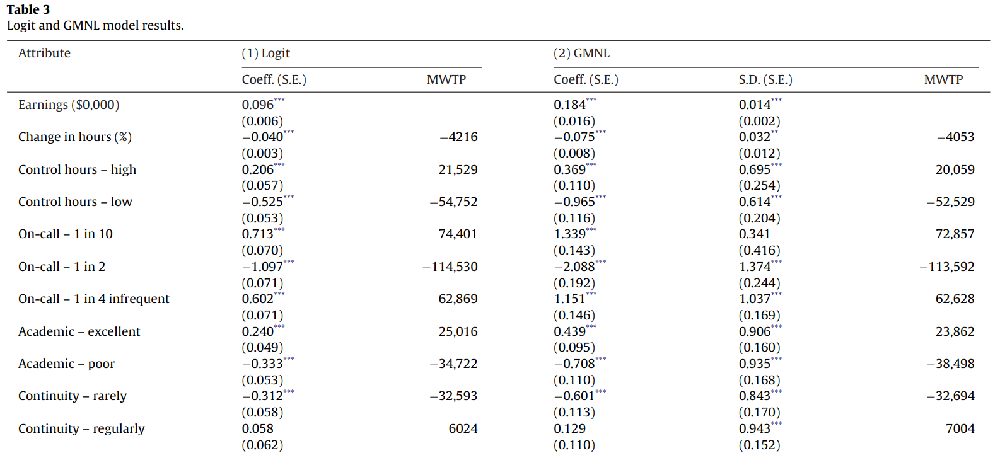 Table 3
Logit and GMNL model results.
Attribute (1) Logit (2) GMNL
Coeff. (S.E.) MWTP Coeff. (S.E.) S.D. (S.E.) MWTP
Earnings ($0,000) 0.096*** 0.184*** 0.014***
(0.006) (0.016) (0.002)
Change in hours (%) −0.040*** −4216 −0.075*** 0.032** −4053
(0.003) (0.008) (0.012)
Control hours – high 0.206*** 21,529 0.369*** 0.695*** 20,059
(0.057) (0.110) (0.254)
Control hours – low −0.525*** −54,752 −0.965*** 0.614*** −52,529
(0.053) (0.116) (0.204)
On-call – 1 in 10 0.713*** 74,401 1.339*** 0.341 72,857
(0.070) (0.143) (0.416)
On-call – 1 in 2 −1.097*** −114,530 −2.088*** 1.374*** −113,592
(0.071) (0.192) (0.244)
On-call – 1 in 4 infrequent 0.602*** 62,869 1.151*** 1.037*** 62,628
(0.071) (0.146) (0.169)
Academic – excellent 0.240*** 25,016 0.439*** 0.906*** 23,862
(0.049) (0.095) (0.160)
Academic – poor −0.333*** −34,722 −0.708*** 0.935*** −38,498
(0.053) (0.110) (0.168)
Continuity – rarely −0.312*** −32,593 −0.601*** 0.843*** −32,694
(0.058) (0.113) (0.170)
Continuity – regularly 0.058 6024 0.129 0.943*** 7004
(0.062) (0.110) (0.152)